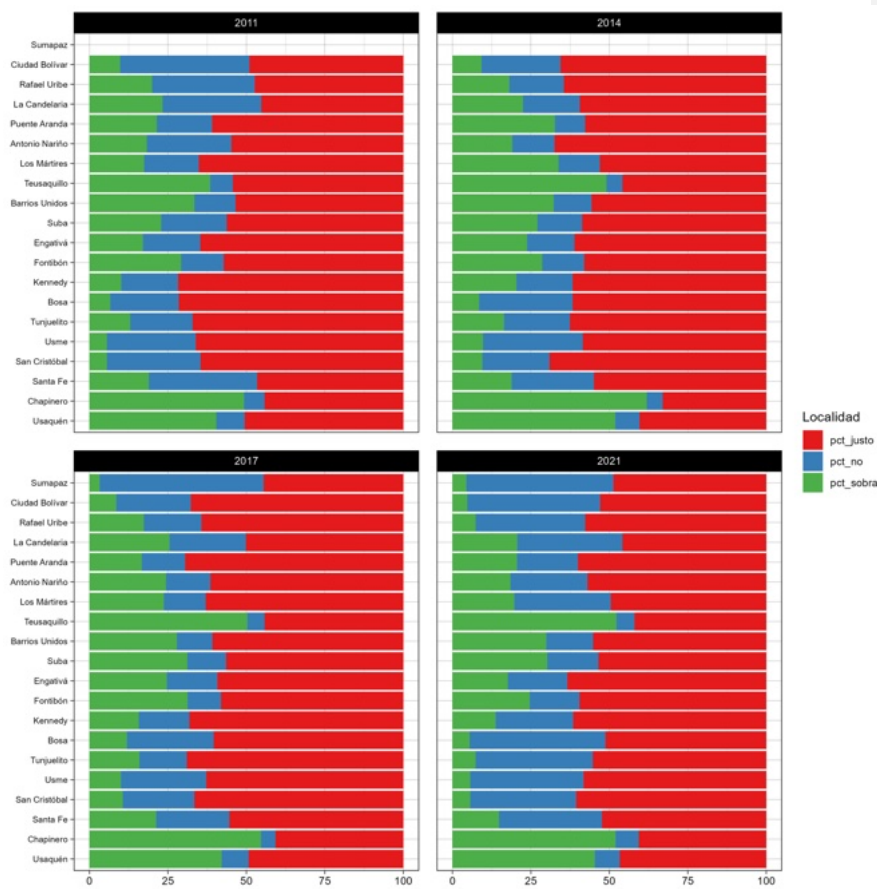 2011
2014
Sumapaz
Ciudad Bolívar
Rafael Uribe
La Candelaria
Puente Aranda
Antonio Nariño
Los Mártires
Teusaquillo
Barrios Unidos
Suba
Engativá
Fontibón
Kennedy
Bosa
Tunjuelito
Usme
San Cristóbal
Santa Fe
Chapinero
Usaquén
Localidad
pct_justo
pct_no
pct_sobra
2017
2021
Sumapaz
Ciudad Bolívar
Rafael Uribe
La Candelaria
Puente Aranda
Antonio Nariño
Los Mártires
Teusaquillo
Barrios Unidos
Suba
Engativá
Fontibón
Kennedy
Bosa
Tunjuelito
Usme
San Cristóbal
Santa Fe
Chapinero
Usaquén
0 25 50 75 100
0 25 50 75 100